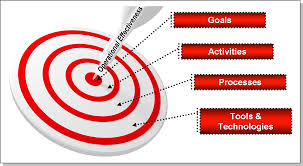 Operational Effectiveness
Goals
Activities
Processes
Tools &
Technologies